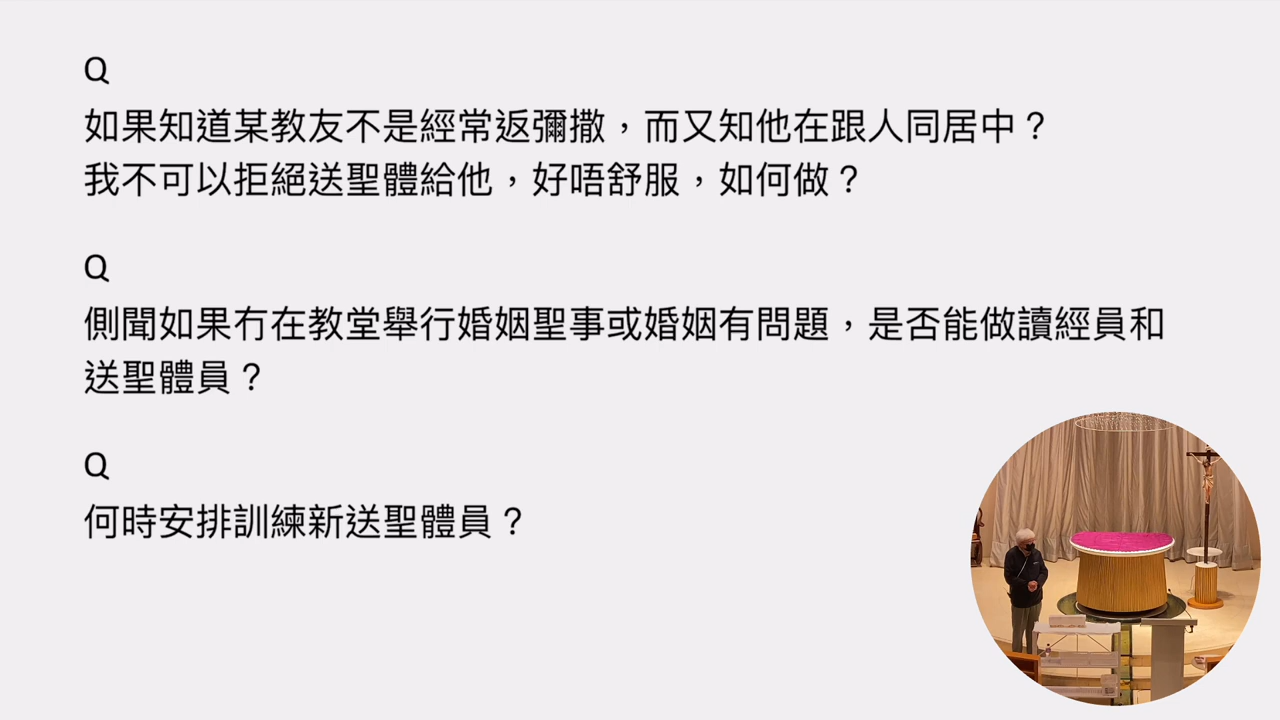 Q
如果知道某教友不是經常返彌撒，而又知他在跟人同居中？
我不可以拒絕送聖體給他，好唔舒服，如何做？
Q
側聞如果冇在教堂舉行婚姻聖事或婚姻有問題，是否能做讀經員和
送聖體員？
Q
何時安排訓練新送聖體員？